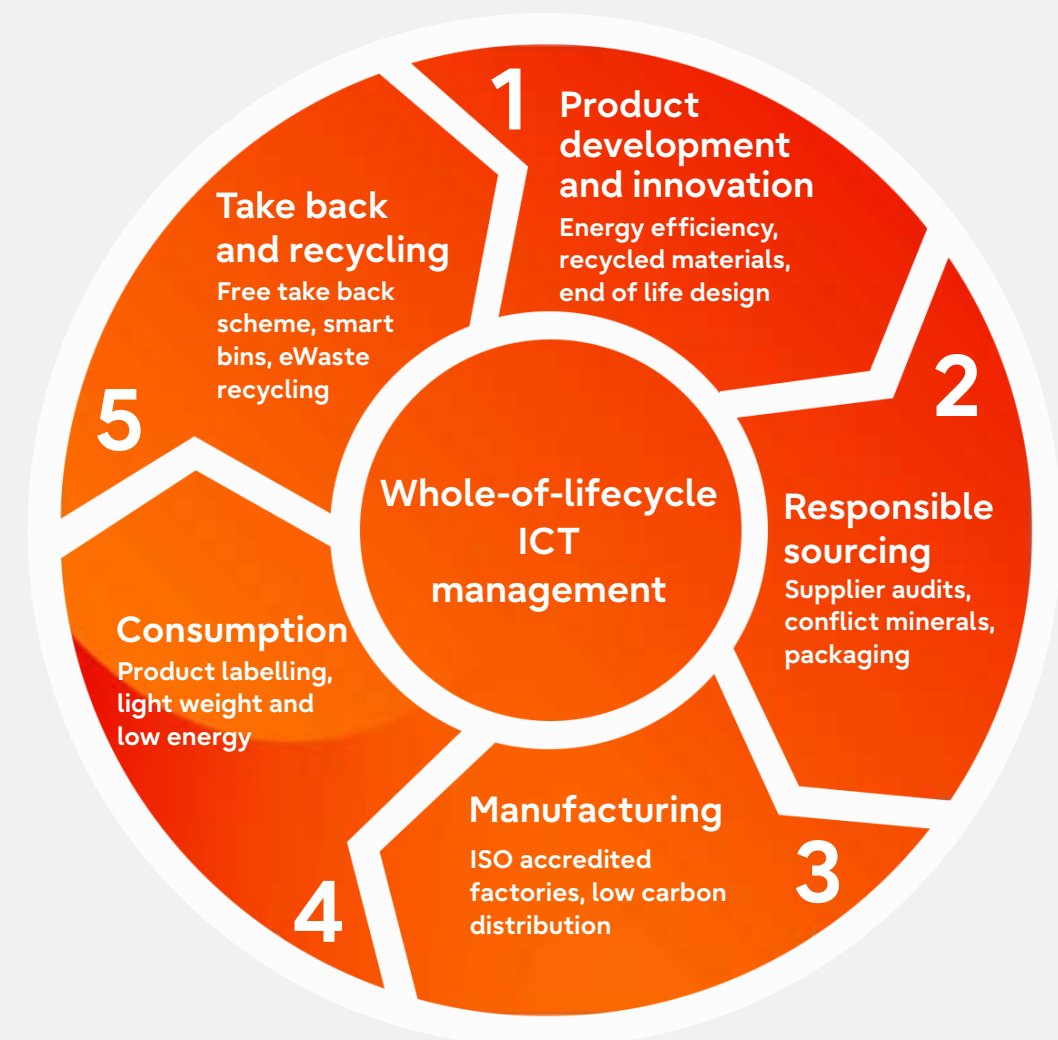 Whole-of-lifecycle
ICT
management
1
Product
development
and innovation
Energy efficiency,
recycled materials,
end of life design
2
Responsible
sourcing
Supplier audits,
conflict minerals,
packaging
3
Manufacturing
ISO accredited
factories, low carbon
distribution
4
Consumption
Product labelling,
light weight and
low energy
5
Take back
and recycling
Free take back
scheme, smart
bins, eWaste
recycling